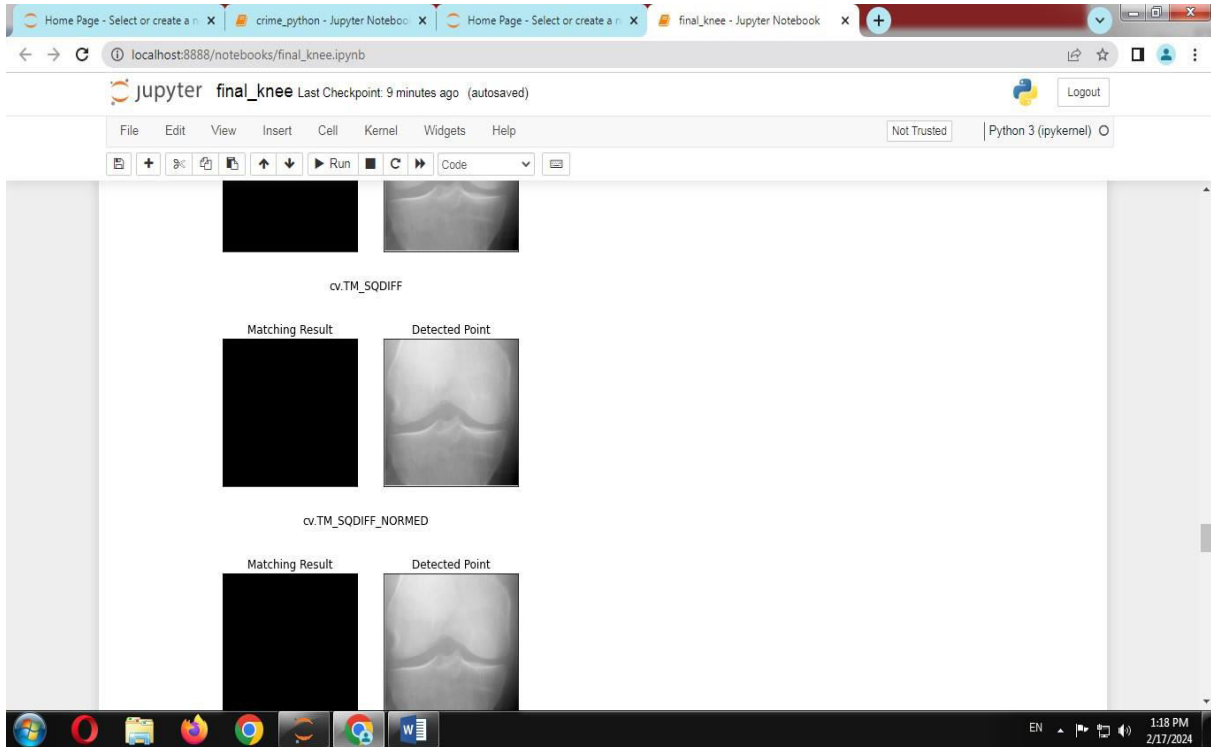 Home Page - Select or create a n
crime_python - Jupyter Noteboo
Home Page - Select or create a n
final_knee - Jupyter Notebook
localhost:8888/notebooks/final_knee.ipynb
jupyter final_knee Last Checkpoint: 9 minutes ago (autosaved)
Logout
File Edit View Insert Cell Kernel Widgets Help
Not Trusted
Python 3 (ipykernel)
Run
Code
cv.TM_SQDIFF
Matching Result Detected Point
cv.TM_SQDIFF_NORMED
Matching Result Detected Point
EN
1:18 PM
2/17/2024